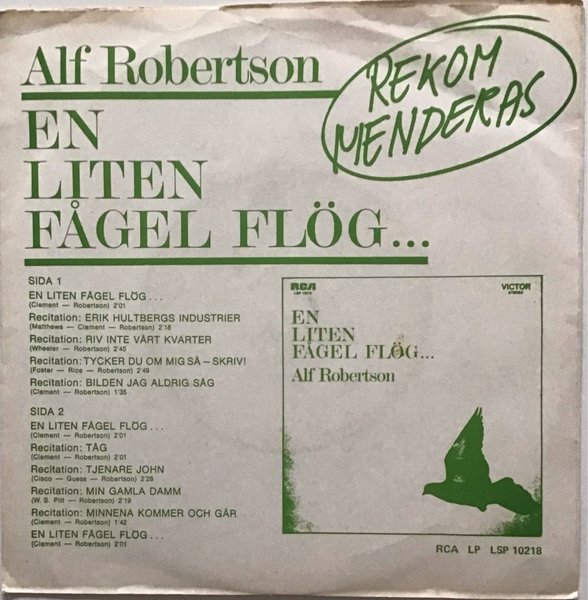 Alf Robertson
REKOM
MENDERAS
EN
LITEN
FÅGEL FLÖG...
SIDA 1
EN LITEN FÅGEL FLÖG...
(Clement — Robertson) 2'01
Recitation: ERIK HULTBERGS INDUSTRIER
(Matthews — Clement — Robertson) 2'18
Recitation: RIV INTE VÅRT KVARTER
(Wheeler — Robertson) 2'45
Recitation: TYCKER DU OM MIG SÅ – SKRIV!
(Foster — Rice — Robertson) 2'49
Recitation: BILDEN JAG ALDRIG SÅG
(Clement — Robertson) 1'35
SIDA 2
EN LITEN FÅGEL FLÖG...
(Clement — Robertson) 2'01
Recitation: TÅG
(Clement — Robertson) 2'01
Recitation: TJENARE JOHN
(Cisco — Guess — Robertson) 2'28
Recitation: MIN GAMLA DAMM
(W. S. Pitt — Robertson) 2'19
Recitation: MINNENA KOMMER OCH GÅR
(Clement — Robertson) 1'42
EN LITEN FÅGEL FLÖG...
(Clement — Robertson) 2'01
RCA
LSP 10218
VICTOR
STEREO
EN
LITEN
FÅGEL FLÖG...
Alf Robertson
RCA LP LSP 10218